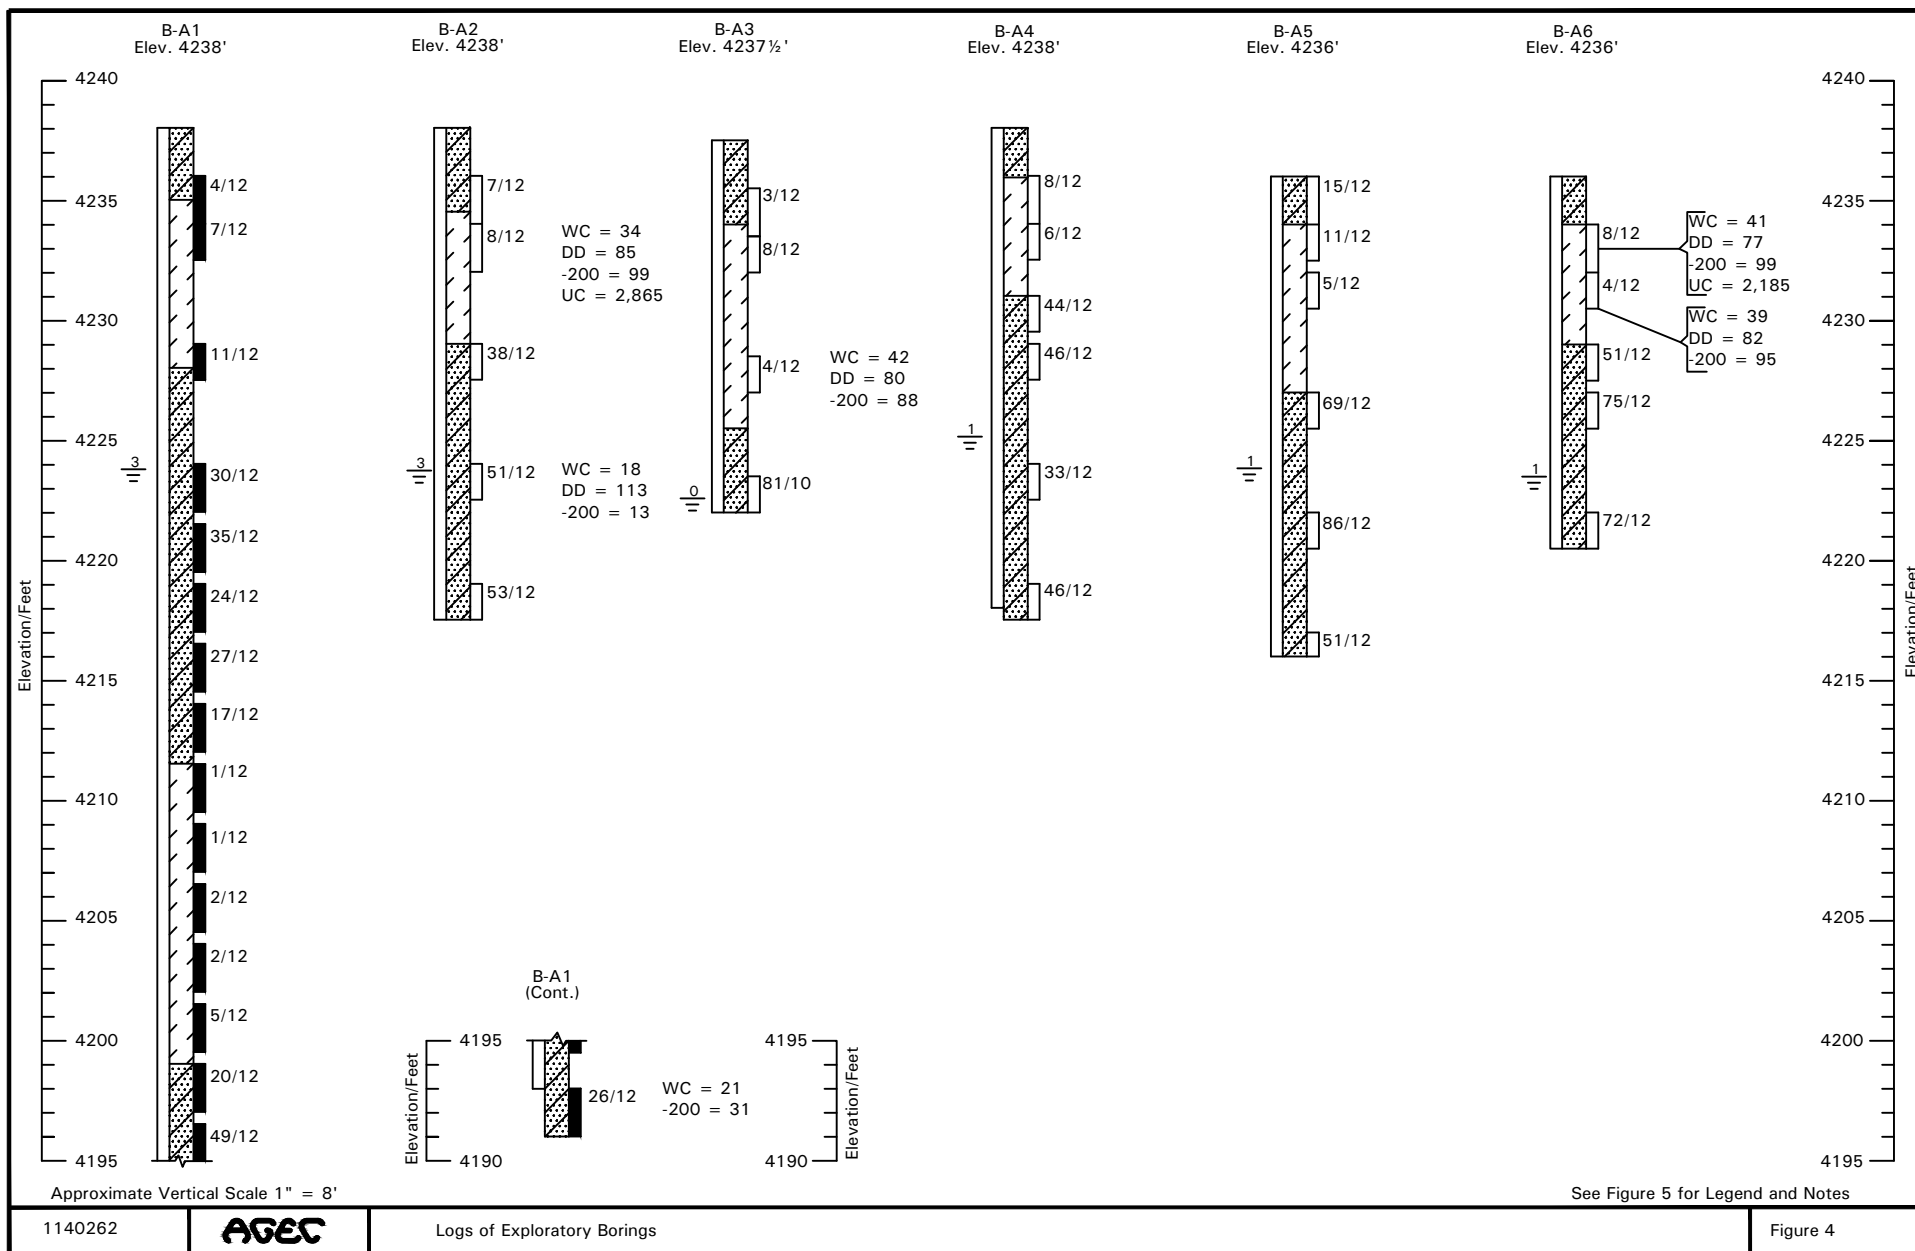 B-A1
Elev. 4238'
B-A2
Elev. 4238'
B-A3
Elev. 4237½'
B-A4
Elev. 4238'
B-A5
Elev. 4236'
B-A6
Elev. 4236'
4240
4235
4230
4225
4220
4215
4210
4205
4200
4195
Elevation/Feet
4/12
7/12
11/12
3
30/12
35/12
24/12
27/12
17/12
1/12
1/12
2/12
2/12
5/12
20/12
49/12
7/12
8/12
WC = 34
DD = 85
-200 = 99
UC = 2,865
38/12
3
51/12
WC = 18
DD = 113
-200 = 13
53/12
3/12
8/12
4/12
WC = 42
DD = 80
-200 = 88
0
81/10
8/12
6/12
44/12
46/12
1
33/12
46/12
15/12
11/12
5/12
69/12
1
86/12
51/12
8/12
WC = 41
DD = 77
-200 = 99
UC = 2,185
4/12
WC = 39
DD = 82
-200 = 95
51/12
75/12
1
72/12
4240
4235
4230
4225
4220
4215
4210
4205
4200
4195
Elevation/Feet
B-A1
(Cont.)
4195
4190
Elevation/Feet
26/12
WC = 21
-200 = 31
4195
4190
Elevation/Feet
Approximate Vertical Scale 1" = 8'
See Figure 5 for Legend and Notes
1140262
AGEC
Logs of Exploratory Borings
Figure 4